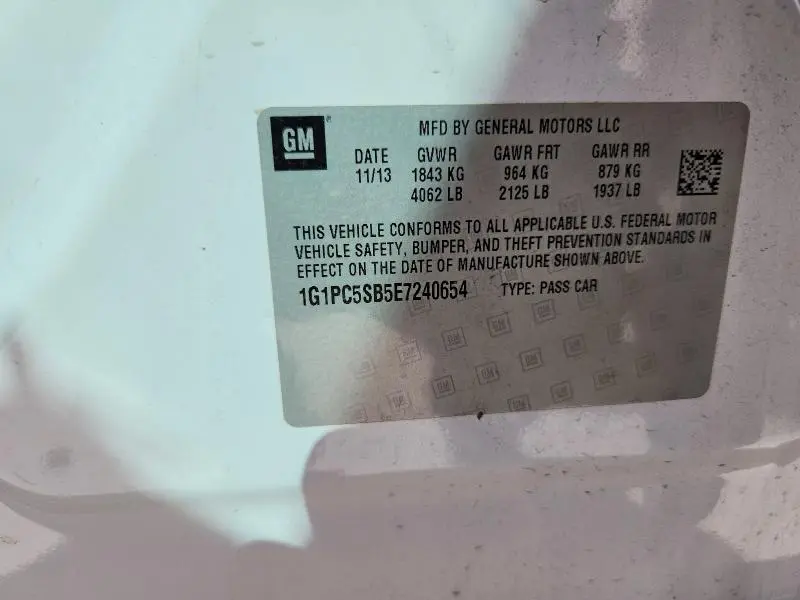 GM
MFD BY GENERAL MOTORS LLC
DATE GVWR GAWR FRT GAWR RR
11/13 1843 KG 964 KG 879 KG
4062 LB 2125 LB 1937 LB
THIS VEHICLE CONFORMS TO ALL APPLICABLE U.S. FEDERAL MOTOR
VEHICLE SAFETY, BUMPER, AND THEFT PREVENTION STANDARDS IN
EFFECT ON THE DATE OF MANUFACTURE SHOWN ABOVE.
1G1PC5SB5E7240654 TYPE: PASS CAR